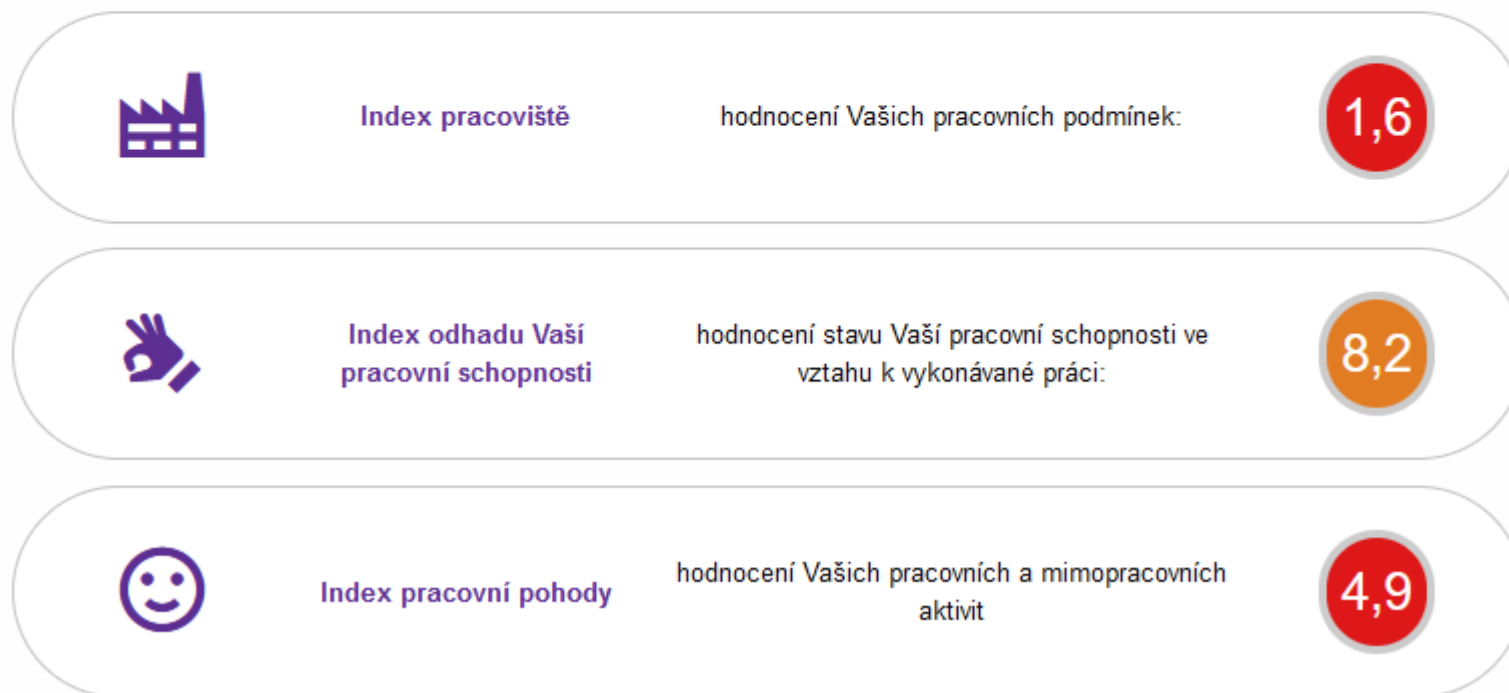 Index pracoviště
hodnocení Vašich pracovních podmínek:
1,6
Index odhadu Vaší
pracovní schopnosti
hodnocení stavu Vaší pracovní schopnosti ve
vztahu k vykonávané práci:
8,2
Index pracovní pohody
hodnocení Vašich pracovních a mimopracovních
aktivit
4,9